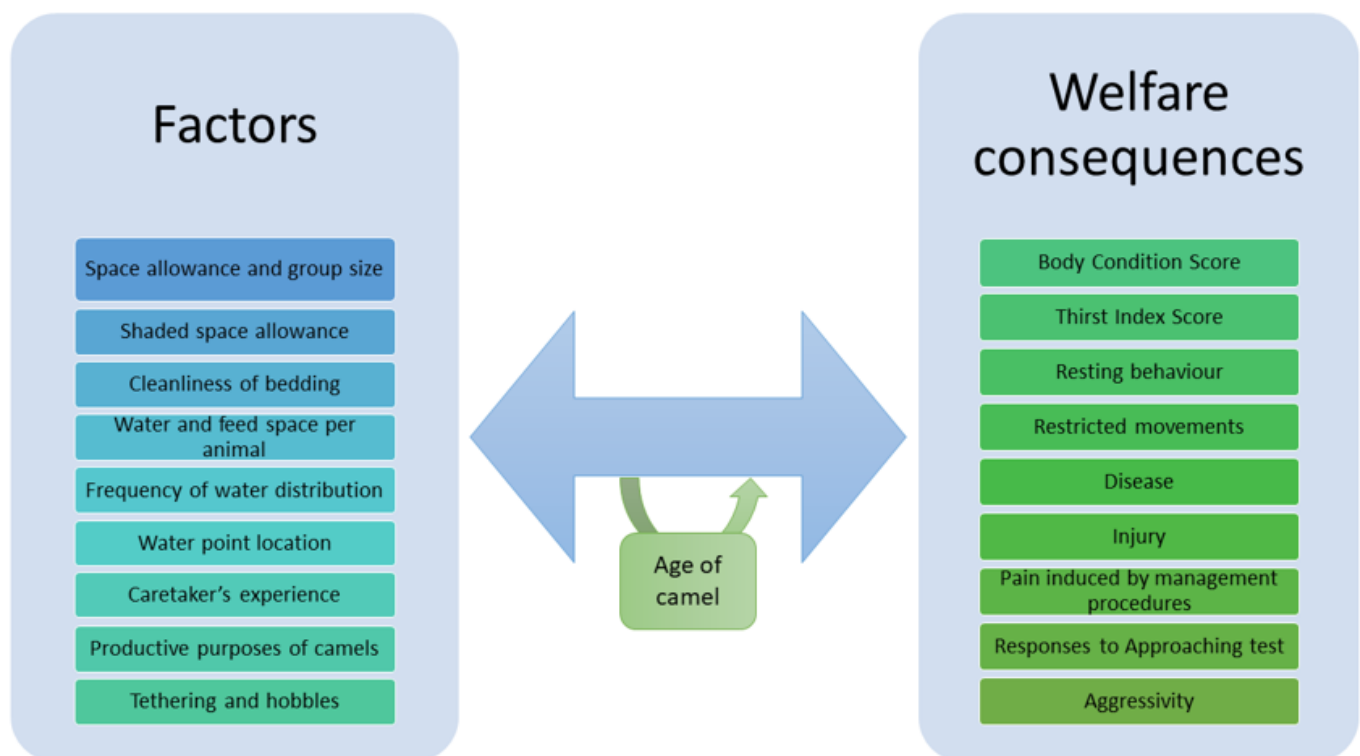 Factors
Space allowance and group size
Shaded space allowance
Cleanliness of bedding
Water and feed space per
animal
Frequency of water distribution
Water point location
Caretaker's experience
Productive purposes of camels
Tethering and hobbles
Age of
camel
Welfare
consequences
Body Condition Score
Thirst Index Score
Resting behaviour
Restricted movements
Disease
Injury
Pain induced by management
procedures
Responses to Approaching test
Aggressivity